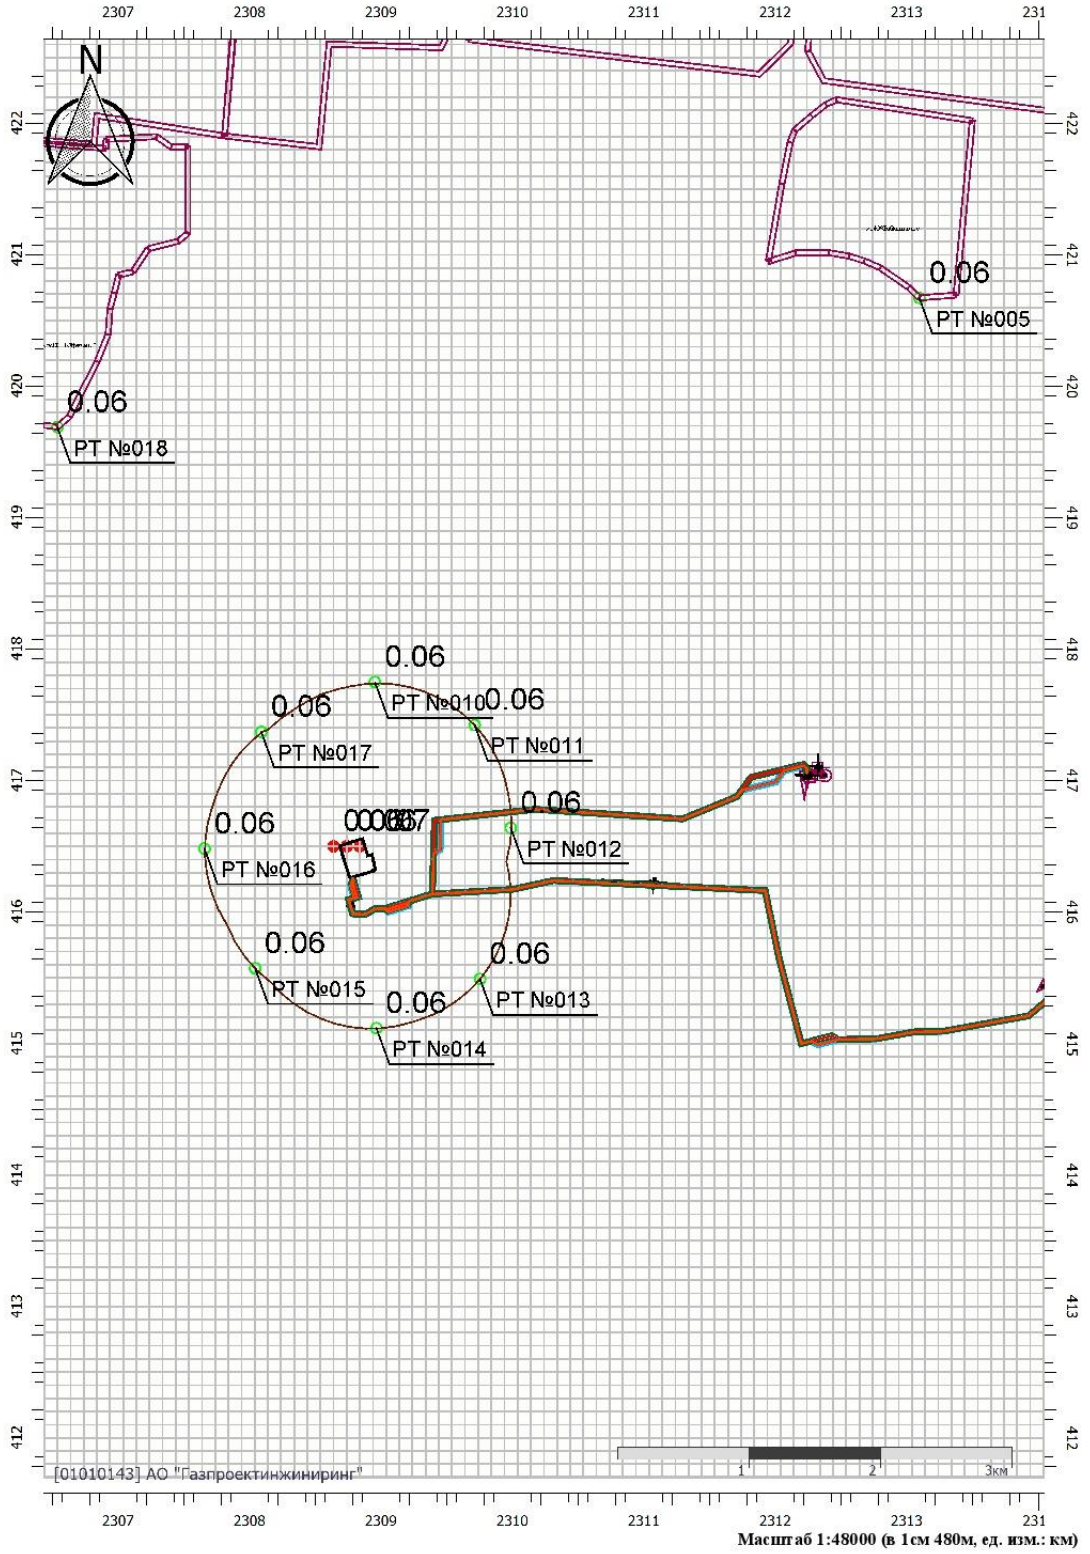 2307 2308 2309 2310 2311 2312 2313 231
N
422 422
421 421
0.06
РТ №005
420 420
0.06
РТ №018
419 419
418 418
0.06
РТ №010
0.06
РТ №017
0.06
РТ №011
417 417
0.06
РТ №012
0.06
РТ №016
416 416
0.06
РТ №015
0.06
РТ №013
0.06
РТ №014
415 415
414 414
413 413
412 412
[01010143] АО "Газпроектинжиниринг"
1 2 3км
2307 2308 2309 2310 2311 2312 2313 231
Масштаб 1:48000 (в 1см 480м, ед. изм.: км)